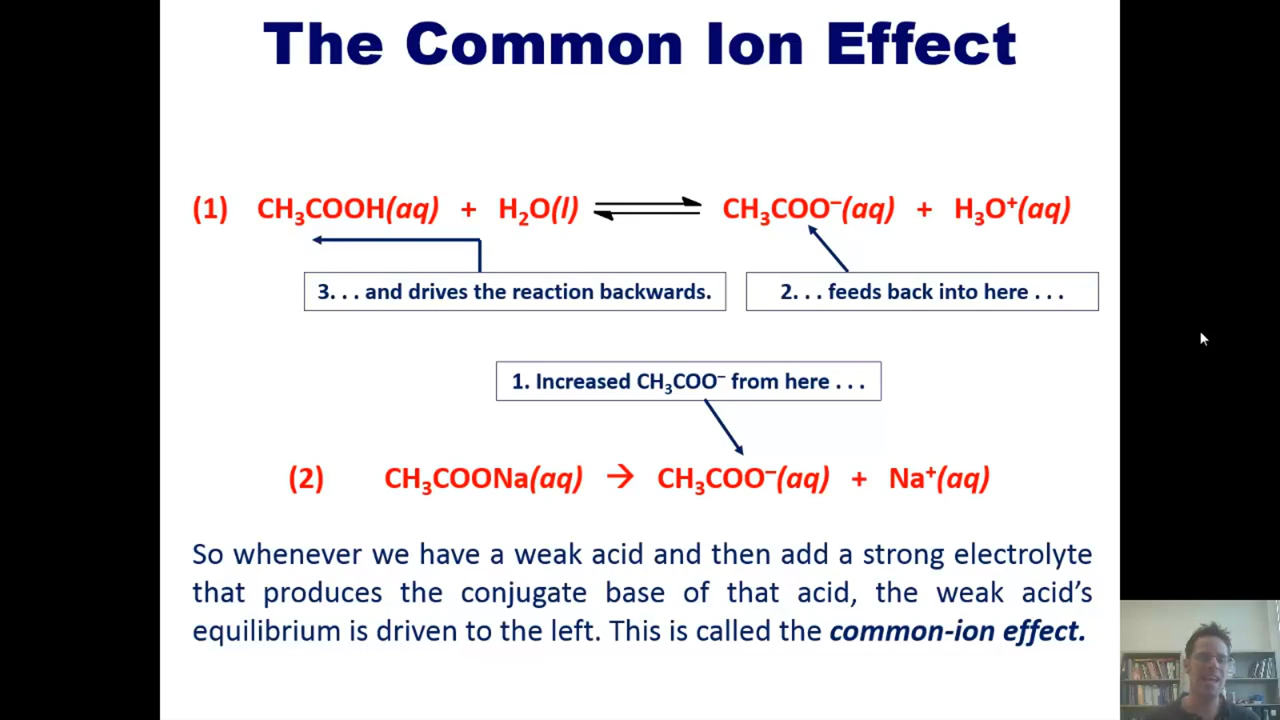 The Common Ion Effect
(1) CH₃COOH(aq) + H₂O(l) ⇌ CH₃COO⁻(aq) + H₃O⁺(aq)
3. . . and drives the reaction backwards.
2. . . feeds back into here . . .
1. Increased CH₃COO⁻ from here . . .
(2) CH₃COONa(aq) → CH₃COO⁻(aq) + Na⁺(aq)
So whenever we have a weak acid and then add a strong electrolyte
that produces the conjugate base of that acid, the weak acid’s
equilibrium is driven to the left. This is called the common-ion effect.